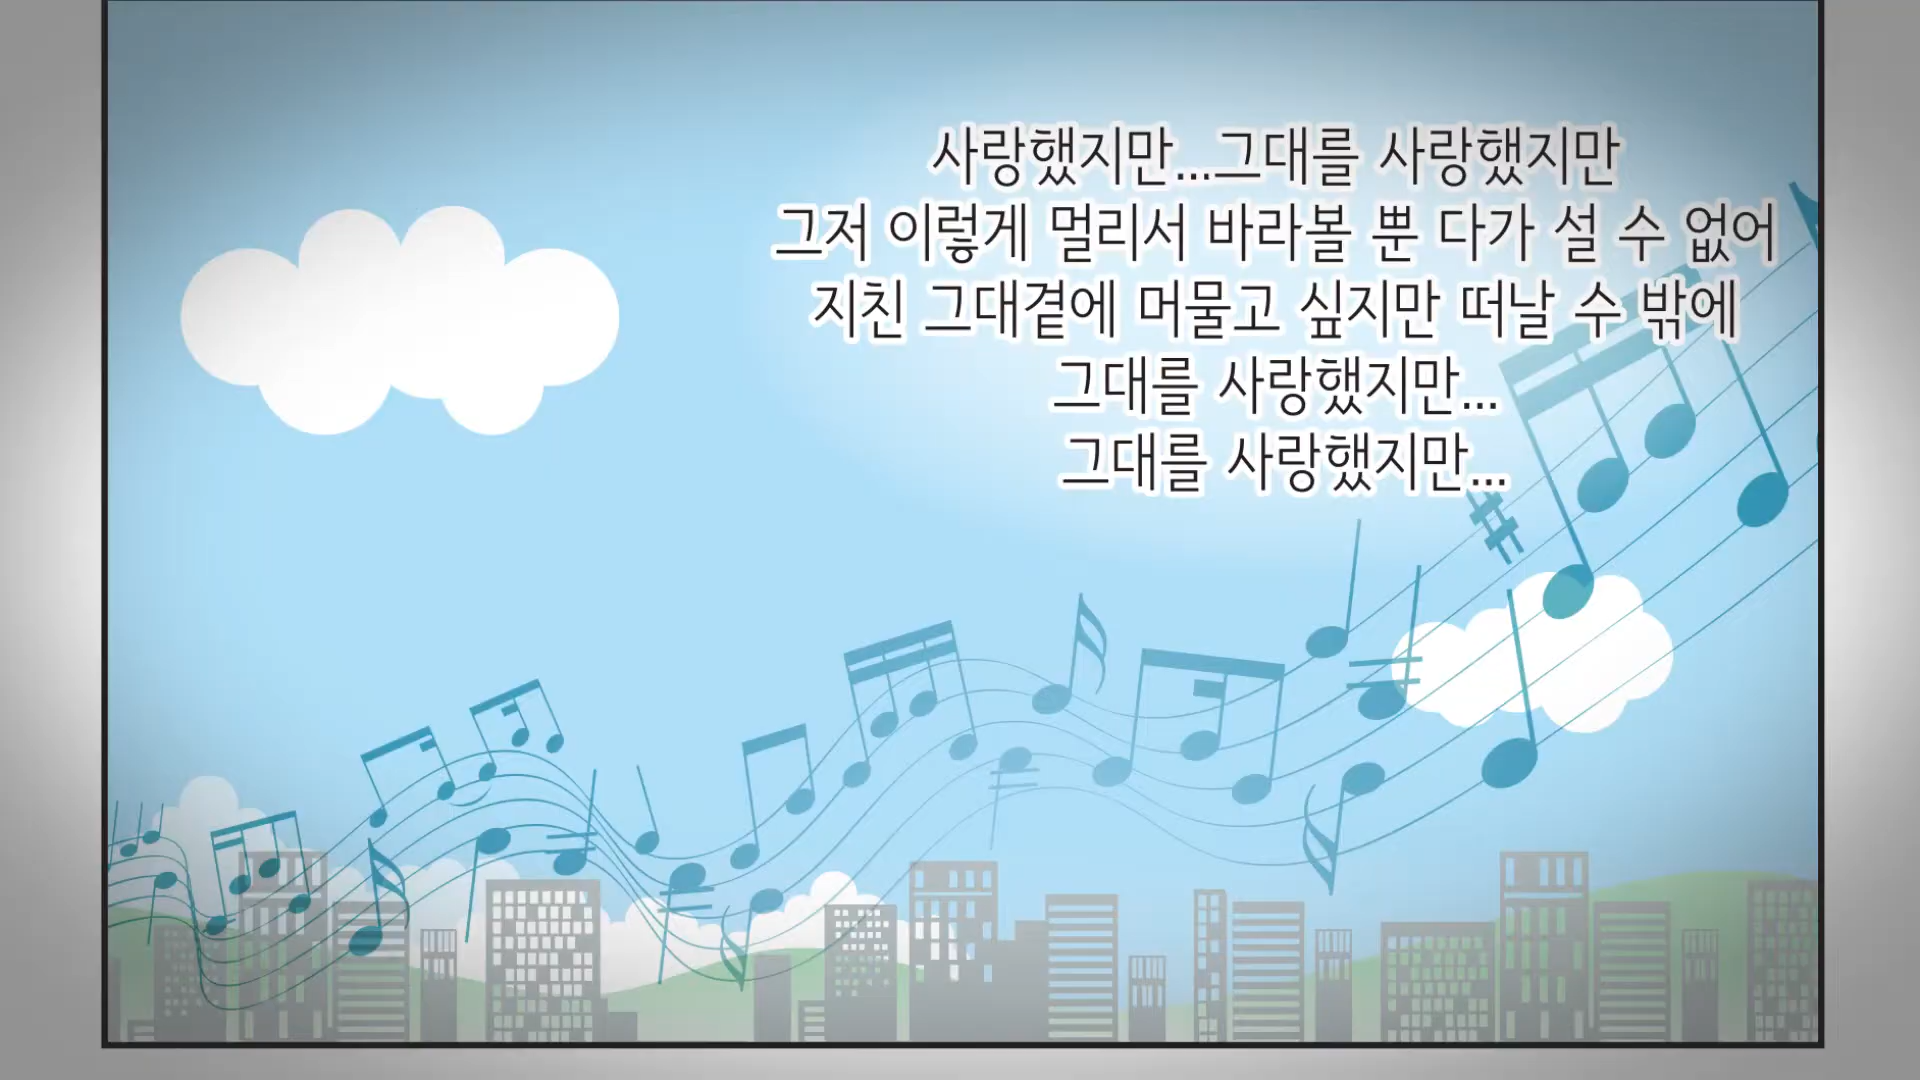 사랑했지만...그대를 사랑했지만
그저 이렇게 멀리서 바라볼 뿐 다가 설 수 없어
지친 그대곁에 머물고 싶지만 떠날 수 밖에
그대를 사랑했지만...
그대를 사랑했지만...